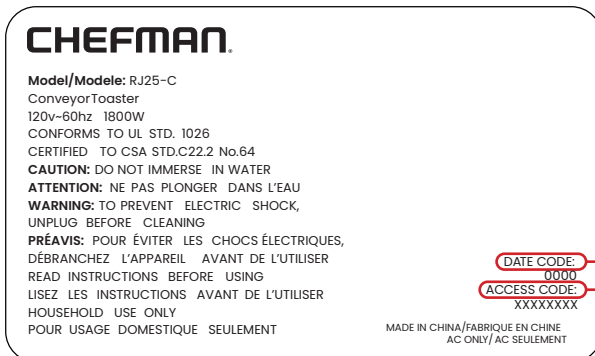 CHEFMAN®
Model/Modele: RJ25-C
ConveyorToaster
120v~60hz 1800W
CONFORMS TO UL STD. 1026
CERTIFIED TO CSA STD.C22.2 No.64
CAUTION: DO NOT IMMERSE IN WATER
ATTENTION: NE PAS PLONGER DANS L'EAU
WARNING: TO PREVENT ELECTRIC SHOCK,
UNPLUG BEFORE CLEANING
PRÉAVIS: POUR ÉVITER LES CHOCS ÉLECTRIQUES,
DÉBRANCHEZ L'APPAREIL AVANT DE L'UTILISER
READ INSTRUCTIONS BEFORE USING
LISEZ LES INSTRUCTIONS AVANT DE L'UTILISER
HOUSEHOLD USE ONLY
POUR USAGE DOMESTIQUE SEULEMENT
DATE CODE:
0000
ACCESS CODE:
XXXXXXXX
MADE IN CHINA/FABRIQUE EN CHINE
AC ONLY/AC SEULEMENT